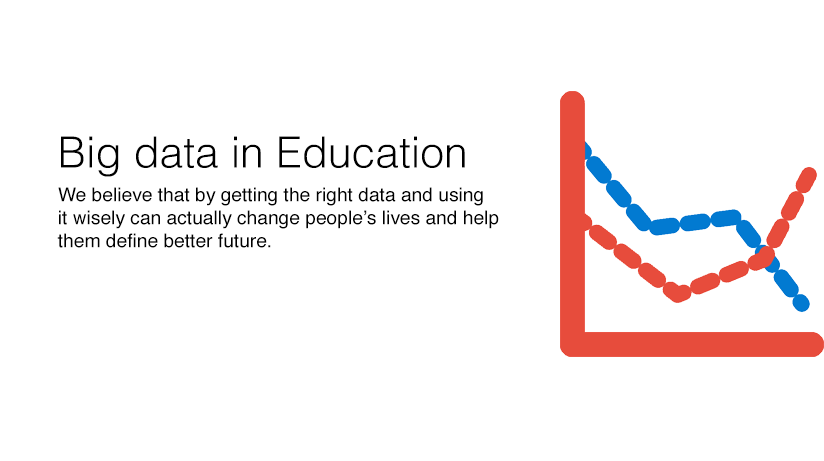 Big data in Education
We believe that by getting the right data and using
it wisely can actually change people’s lives and help
them define better future.